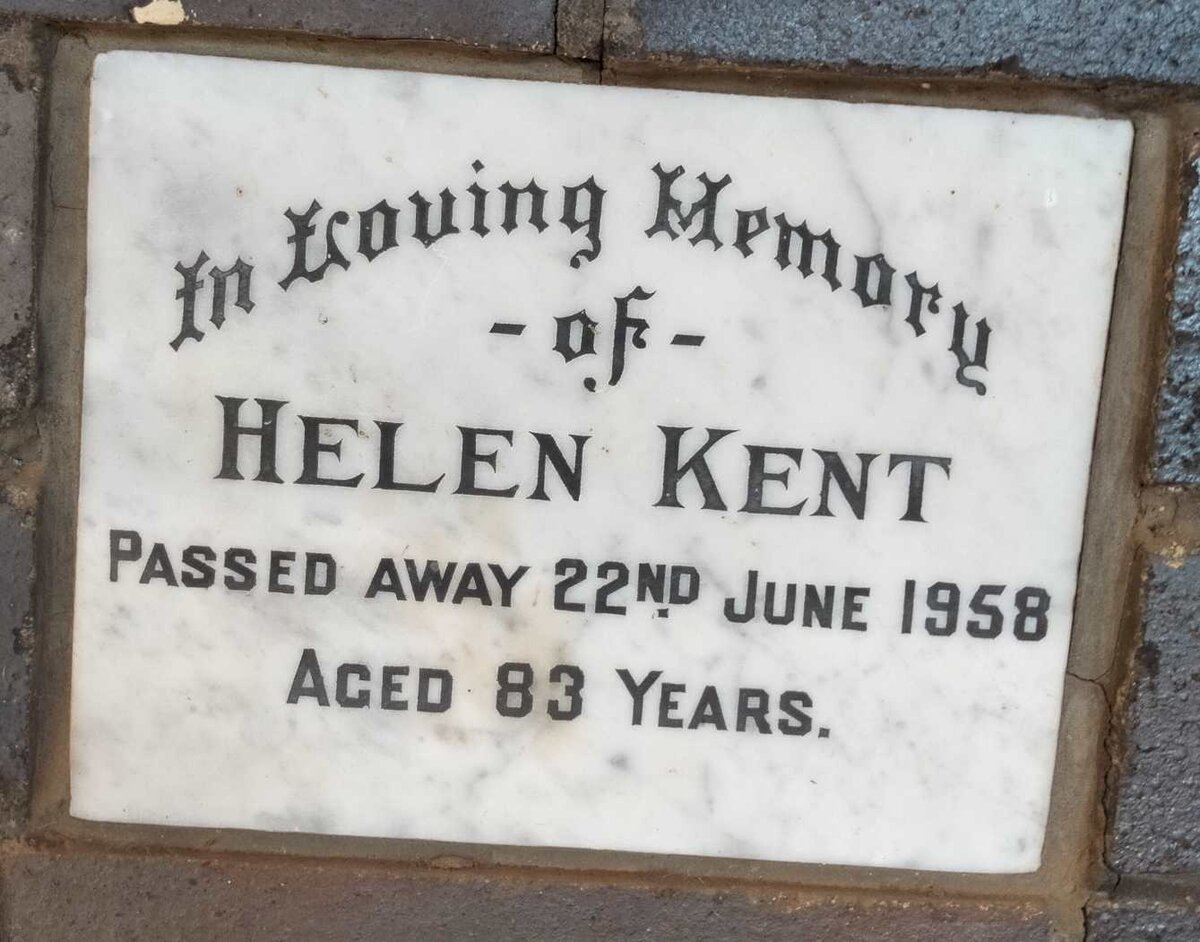 In Loving Memory
- of -
HELEN KENT
PASSED AWAY 22ND. JUNE 1958
AGED 83 YEARS.